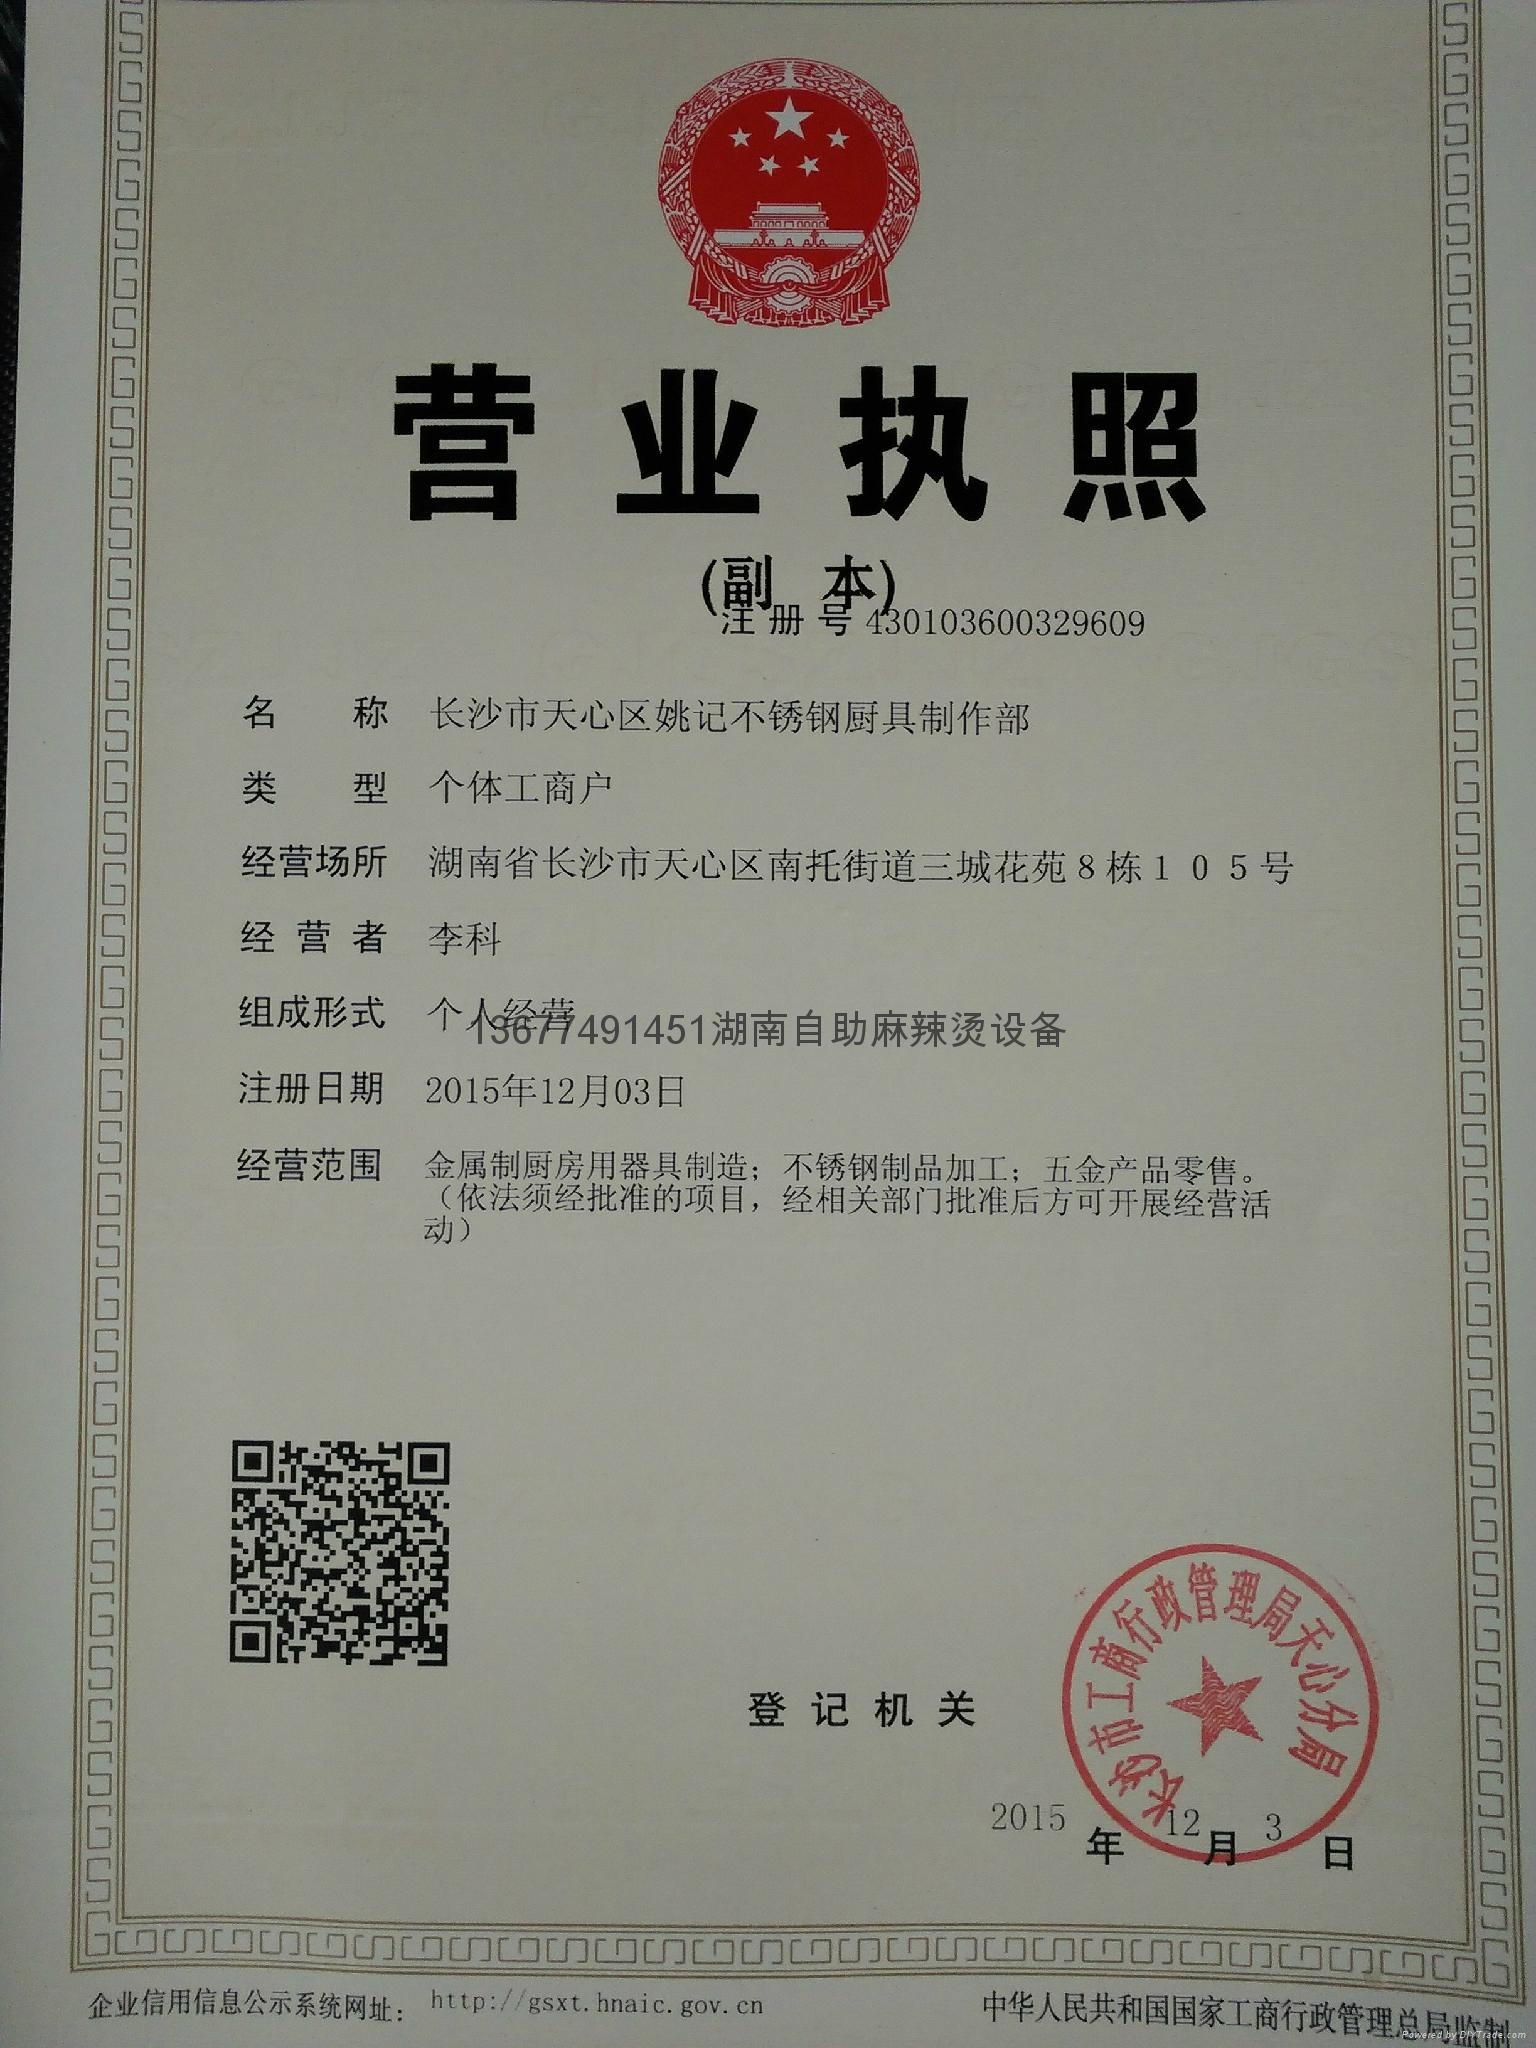 营业执照
(副 本)
注 册 号 430103600329609
名 称 长沙市天心区姚记不锈钢厨具制作部
类 型 个体工商户
经营场所 湖南省长沙市天心区南托街道三城花苑8栋105号
经 营 者 李科
组成形式 个人经营
13677491451湖南自助麻辣烫设备
注册日期 2015年12月03日
经营范围 金属制厨房用器具制造；不锈钢制品加工；五金产品零售。
（依法须经批准的项目，经相关部门批准后方可开展经营活
动）
长沙市工商行政管理局天心分局
登 记 机 关
2015 年 12 月 3 日
企业信用信息公示系统网址： http://gsxt.hnaic.gov.cn
中华人民共和国国家工商行政管理总局监制
Powered by DIYTrade.com